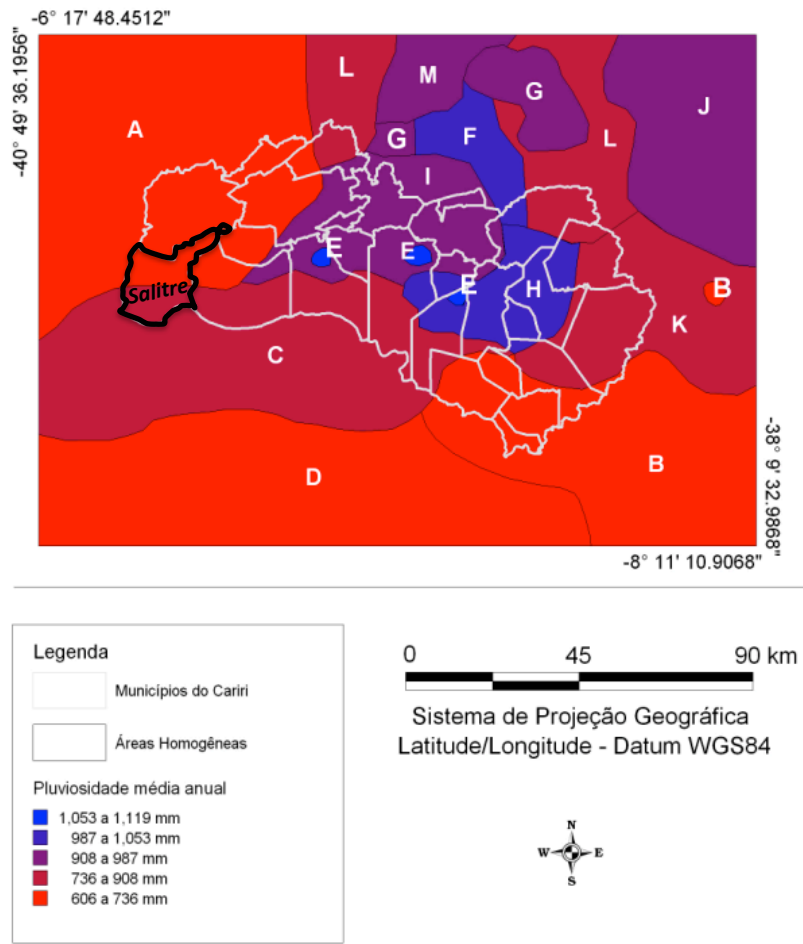 -6° 17' 48.4512"
-40° 49' 36.1956"
L
M
G
J
A
G
F
L
I
E
E
E
H
B
Salitre
K
C
D
B
-38° 9' 32.9868"
-8° 11' 10.9068"
Legenda
Municípios do Cariri
Áreas Homogêneas
Pluviosidade média anual
1,053 a 1,119 mm
987 a 1,053 mm
908 a 987 mm
736 a 908 mm
606 a 736 mm
0 45 90 km
Sistema de Projeção Geográfica
Latitude/Longitude - Datum WGS84
N
W E
S